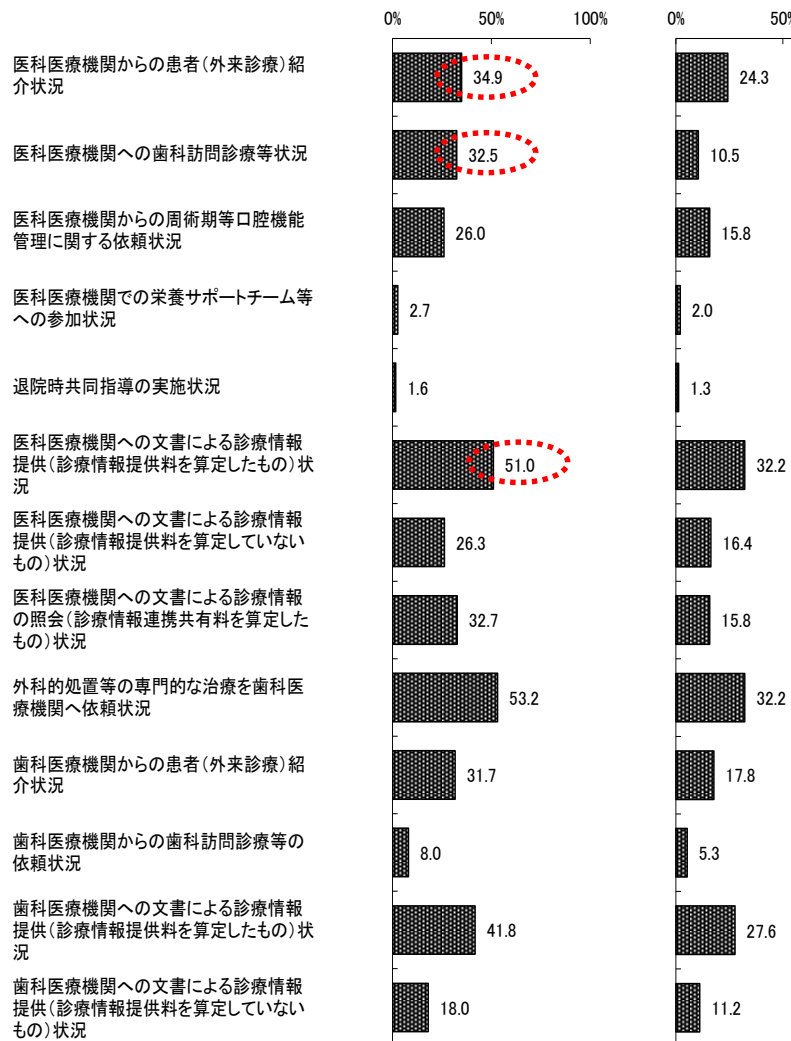 0% 50% 100% 0% 50%
医科医療機関からの患者(外来診療)紹
介状況
34.9 24.3
医科医療機関への歯科訪問診療等状況
32.5 10.5
医科医療機関からの周術期等口腔機能
管理に関する依頼状況
26.0 15.8
医科医療機関での栄養サポートチーム等
への参加状況
2.7 2.0
退院時共同指導の実施状況
1.6 1.3
医科医療機関への文書による診療情報
提供(診療情報提供料を算定したもの)状
況
51.0 32.2
医科医療機関への文書による診療情報
提供(診療情報提供料を算定していない
もの)状況
26.3 16.4
医科医療機関への文書による診療情報
の照会(診療情報連携共有料を算定した
もの)状況
32.7 15.8
外科的処置等の専門的な治療を歯科医
療機関へ依頼状況
53.2 32.2
歯科医療機関からの患者(外来診療)紹
介状況
31.7 17.8
歯科医療機関からの歯科訪問診療等の
依頼状況
8.0 5.3
歯科医療機関への文書による診療情報
提供(診療情報提供料を算定したもの)状
況
41.8 27.6
歯科医療機関への文書による診療情報
提供(診療情報提供料を算定していない
もの)状況
18.0 11.2